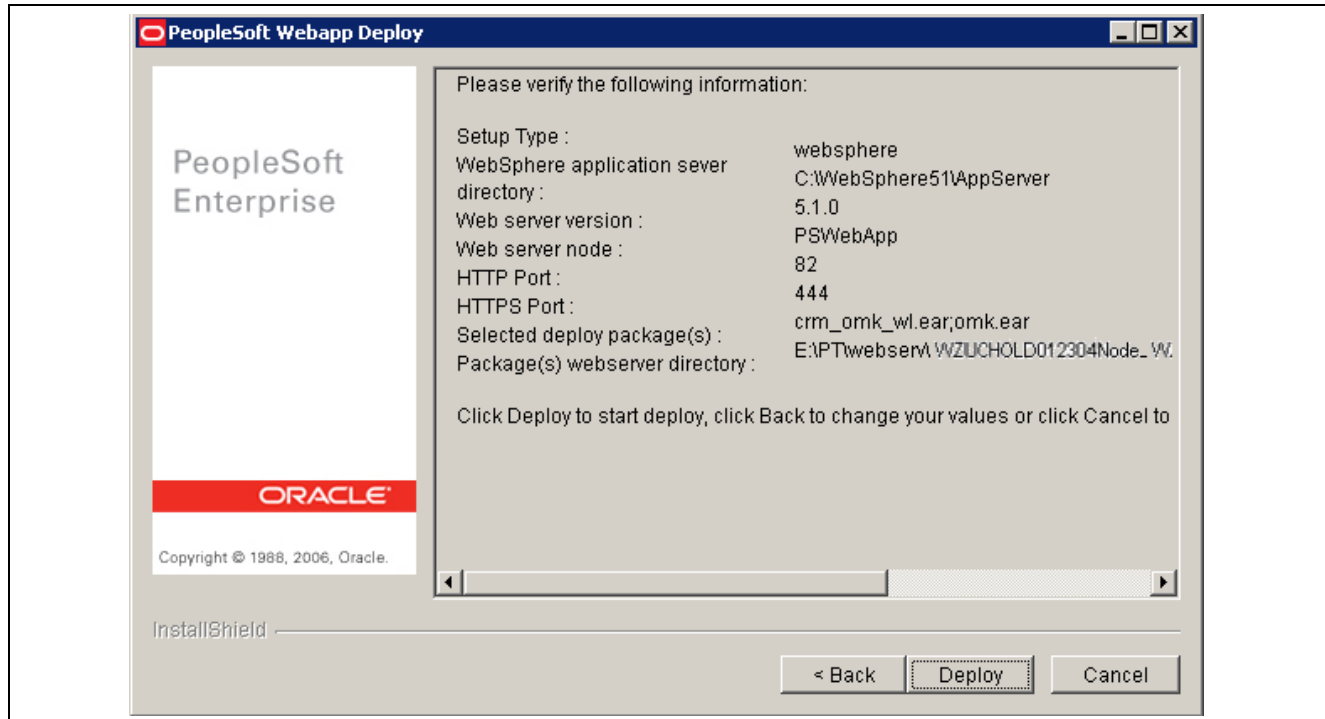 PeopleSoft Webapp Deploy
PeopleSoft
Enterprise
ORACLE
Copyright © 1988, 2006, Oracle.
Please verify the following information:
Setup Type : websphere
WebSphere application sever
directory : C:\WebSphere51\AppServer
Web server version : 5.1.0
Web server node : PSWebApp
HTTP Port : 82
HTTPS Port : 444
Selected deploy package(s) : crm_omk_wl.ear;omk.ear
Package(s) webserver directory : E:\PT\webserv\
Click Deploy to start deploy, click Back to change your values or click Cancel to
InstallShield
< Back
Deploy
Cancel